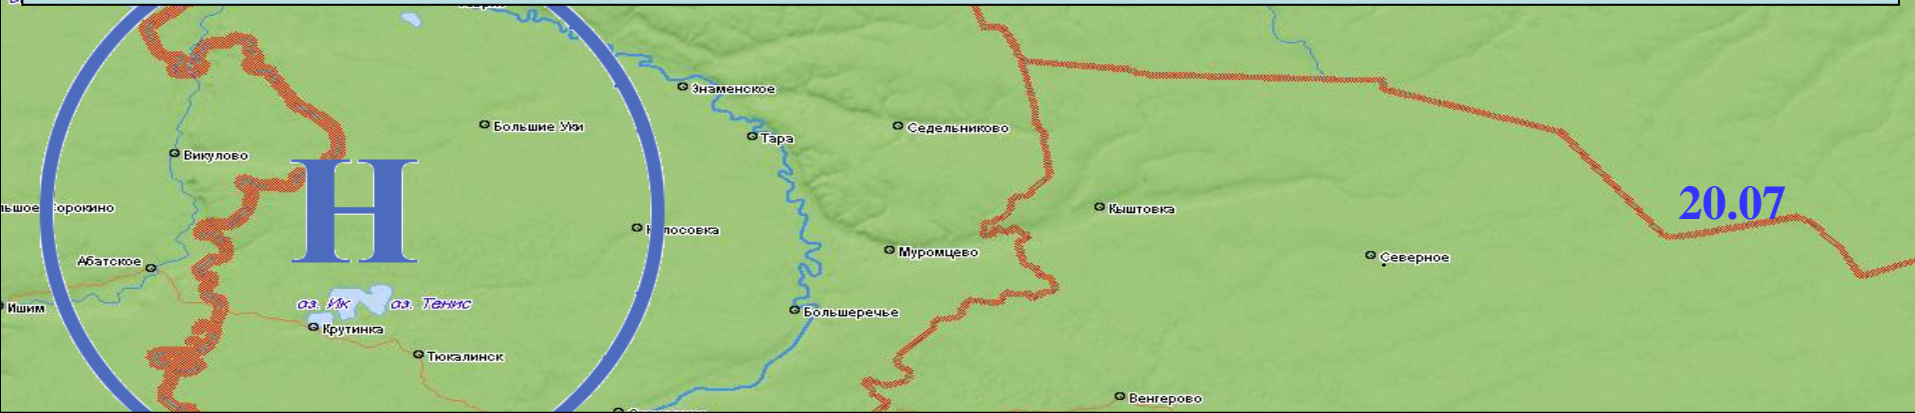 Знаменское
Большие Уки
Седельниково
Тара
Викулово
Н
20.07
Кыштовка
Муромцево
Северное
Абатское
оз. Ик
оз. Тенис
Ишим
Большеречье
Крутинка
Тюкалинск
Венгерово